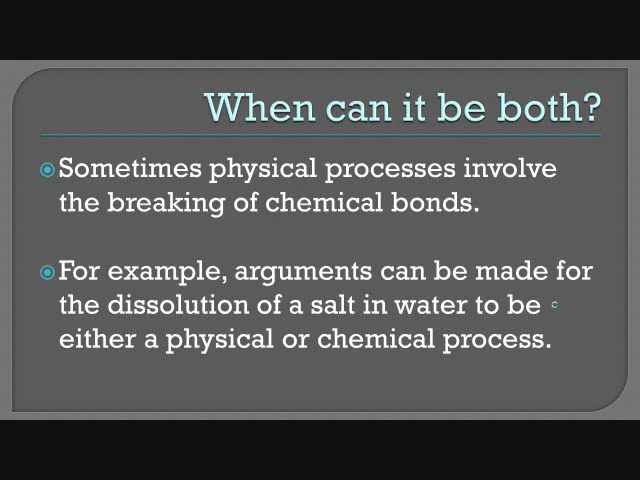 When can it be both?
Sometimes physical processes involve
the breaking of chemical bonds.
For example, arguments can be made for
the dissolution of a salt in water to be
either a physical or chemical process.